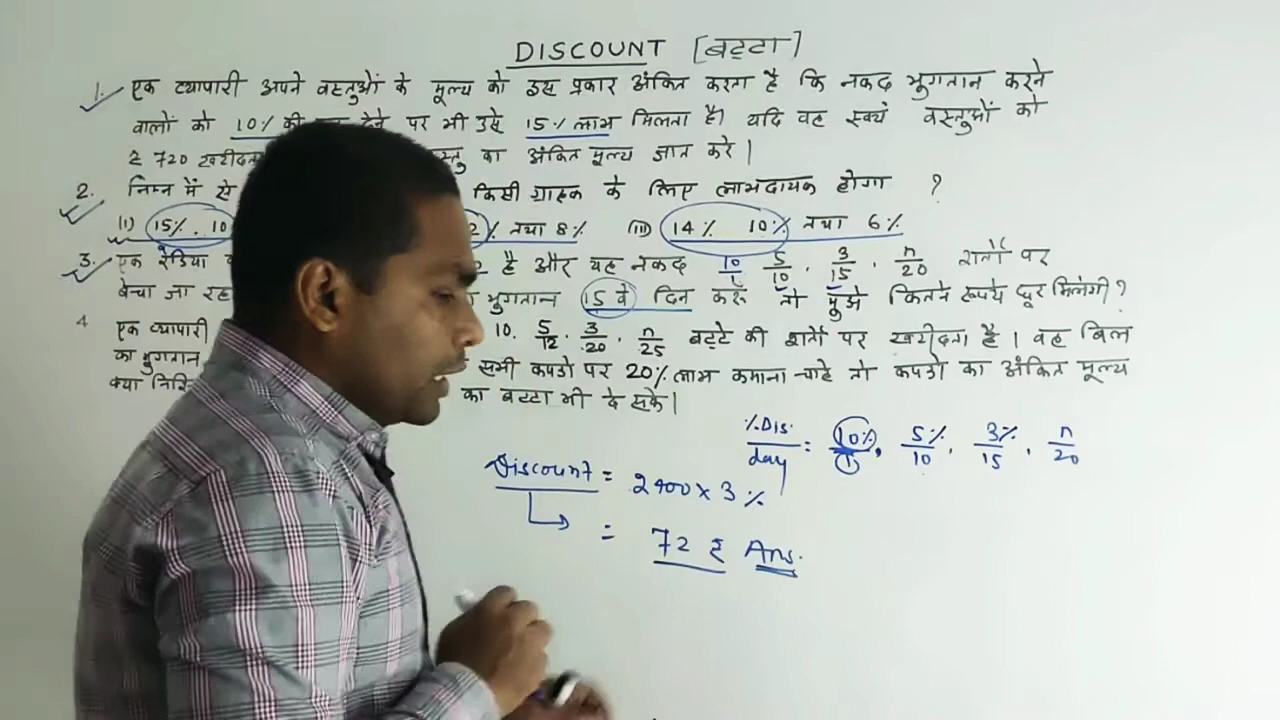 DISCOUNT [बट्टा]
1. एक व्यापारी अपने वस्तुओं के मूल्य को इस प्रकार अंकित करता है कि नकद भुगतान करने
वालों को 10% की देने पर भी उसे 15% लाभ मिलता है। यदि वह स्वयं वस्तुओं को
₹ 720 का अंकित मूल्य ज्ञात करे।
2. निम्न में से किसी ग्राहक के लिए लाभदायक होगा ?
(i) 15%. 10 2% तथा 8% (iii) 14% 10% तथा 6%
3. एक रेडिया है और यह नकद 10/1 5/10 . 3/15 . n/20 शर्तों पर
बेचा जा रह भुगतान 15 वे दिन करू तो मुझे कितने रूपये छूट मिलेगी ?
4 एक व्यापारी 10. 5/12 . 3/20 . n/25 बट्टे की शर्तों पर खरीदता है । वह बिल
का भुगतान सभी कपडो पर 20% लाभ कमाना चाहे तो कपडो का अंकित मूल्य
क्या का बट्टा भी दे सके।
%Dis./day = 10%/1, 5%/10 . 3%/15 . n/20
Discount = 2400 × 3%
= 72 ₹ Ans.